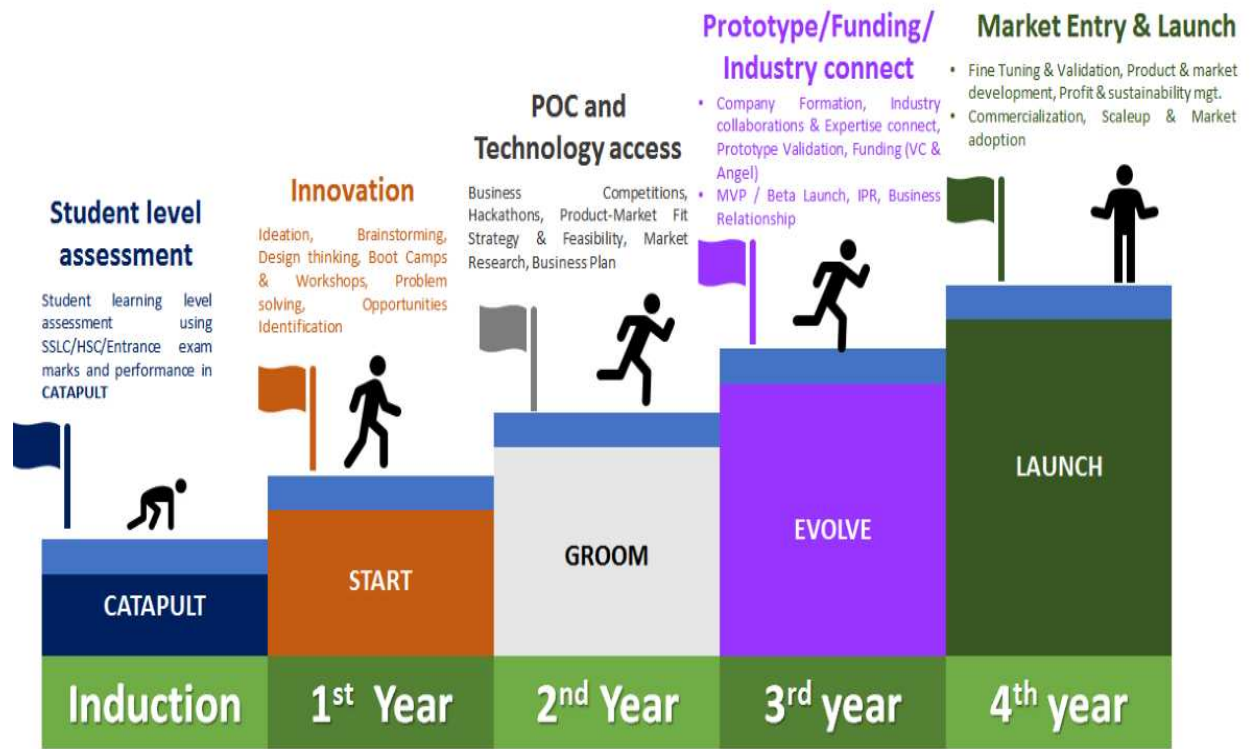 Student level
assessment
Student learning level
assessment using
SSLC/HSC/Entrance exam
marks and performance in
CATAPULT
CATAPULT
Induction
Innovation
Ideation, Brainstorming,
Design thinking, Boot Camps
& Workshops, Problem
solving, Opportunities
Identification
START
1st Year
POC and
Technology access
Business Competitions,
Hackathons, Product-Market Fit
Strategy & Feasibility, Market
Research, Business Plan
GROOM
2nd Year
Prototype/Funding/
Industry connect
• Company Formation, Industry
collaborations & Expertise connect,
Prototype Validation, Funding (VC &
Angel)
• MVP / Beta Launch, IPR, Business
Relationship
EVOLVE
3rd year
Market Entry & Launch
• Fine Tuning & Validation, Product & market
development, Profit & sustainability mgt.
• Commercialization, Scaleup & Market
adoption
LAUNCH
4th year